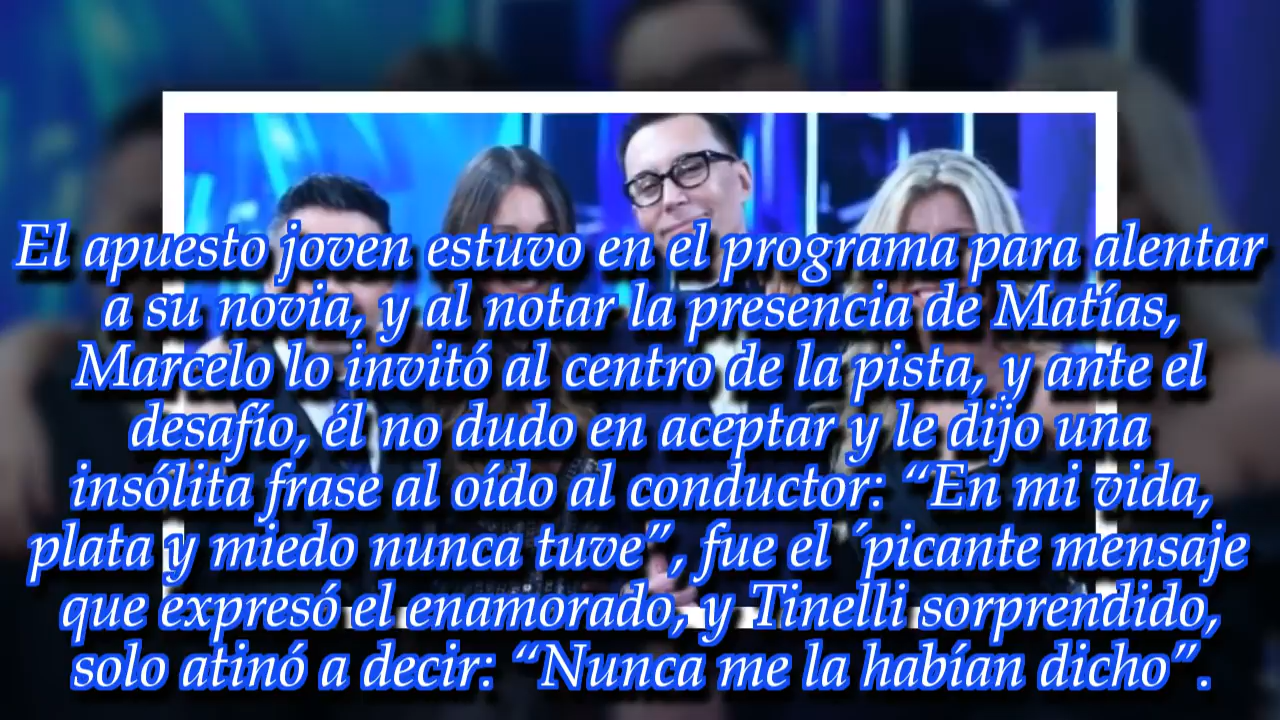 El apuesto joven estuvo en el programa para alentar
a su novia, y al notar la presencia de Matías,
Marcelo lo invitó al centro de la pista, y ante el
desafío, él no dudo en aceptar y le dijo una
insólita frase al oído al conductor: “En mi vida,
plata y miedo nunca tuve”, fue el ´picante mensaje
que expresó el enamorado, y Tinelli sorprendido,
solo atinó a decir: “Nunca me la habían dicho”.